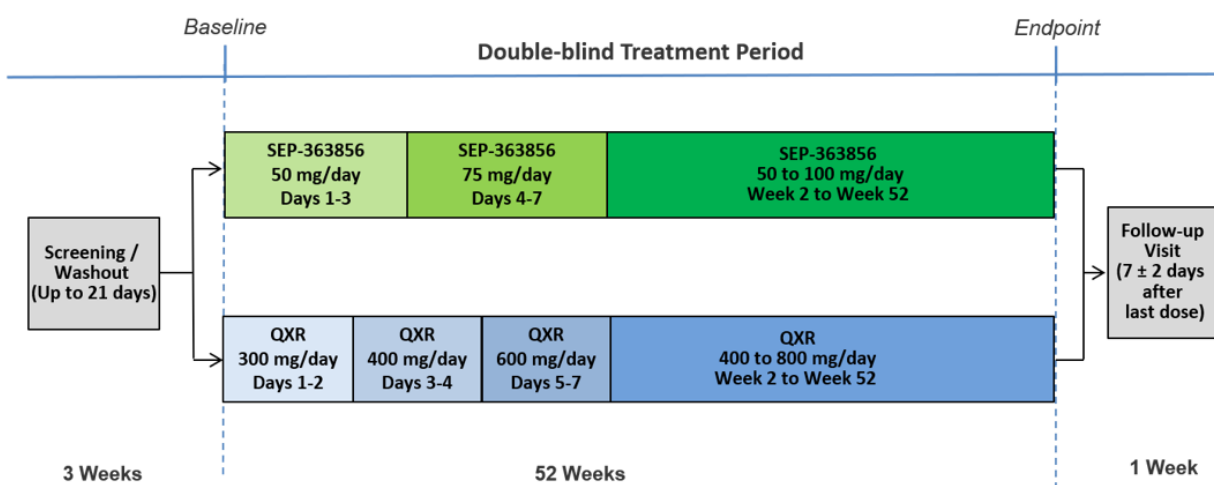 Baseline
Endpoint
Double-blind Treatment Period
SEP-363856
50 mg/day
Days 1-3
SEP-363856
75 mg/day
Days 4-7
SEP-363856
50 to 100 mg/day
Week 2 to Week 52
Screening /
Washout
(Up to 21 days)
Follow-up
Visit
(7 ± 2 days
after
last dose)
QXR
300 mg/day
Days 1-2
QXR
400 mg/day
Days 3-4
QXR
600 mg/day
Days 5-7
QXR
400 to 800 mg/day
Week 2 to Week 52
3 Weeks
52 Weeks
1 Week